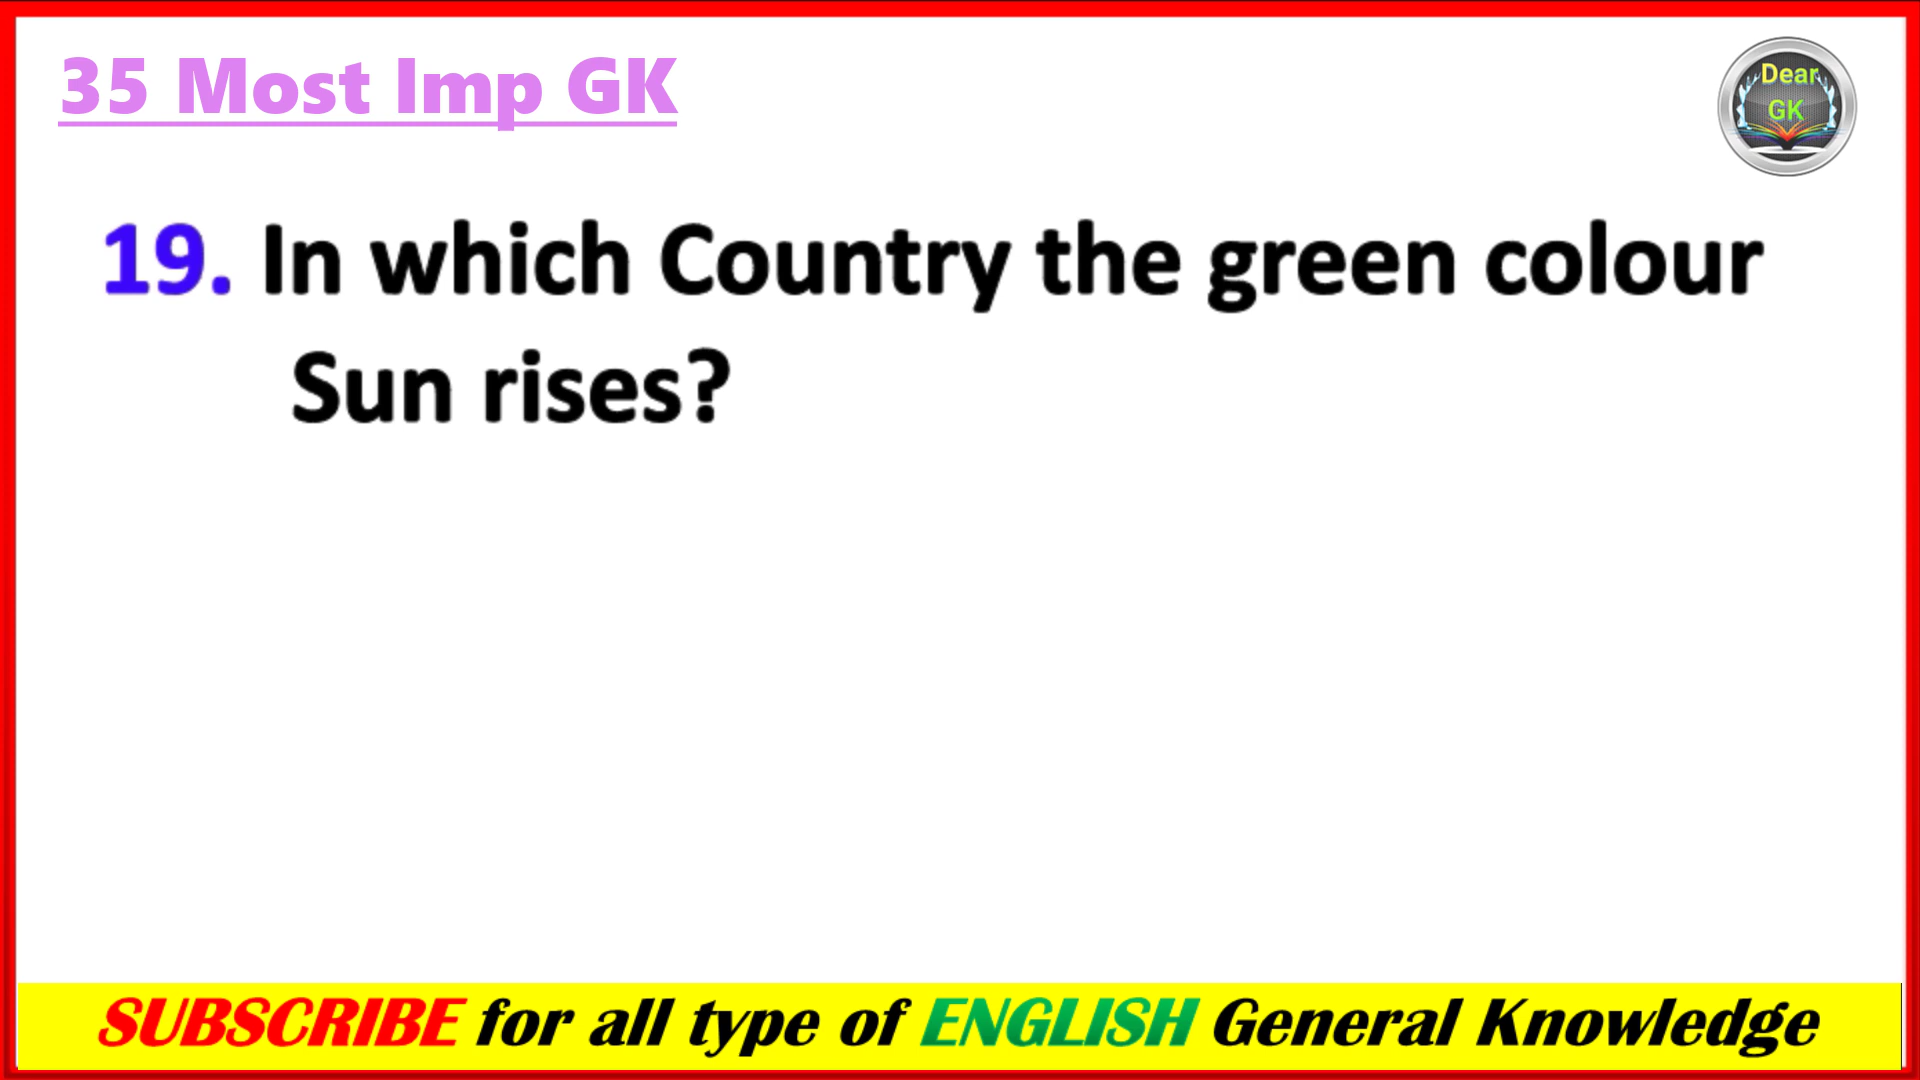 35 Most Imp GK
Dear
GK
19. In which Country the green colour
Sun rises?
SUBSCRIBE for all type of ENGLISH General Knowledge